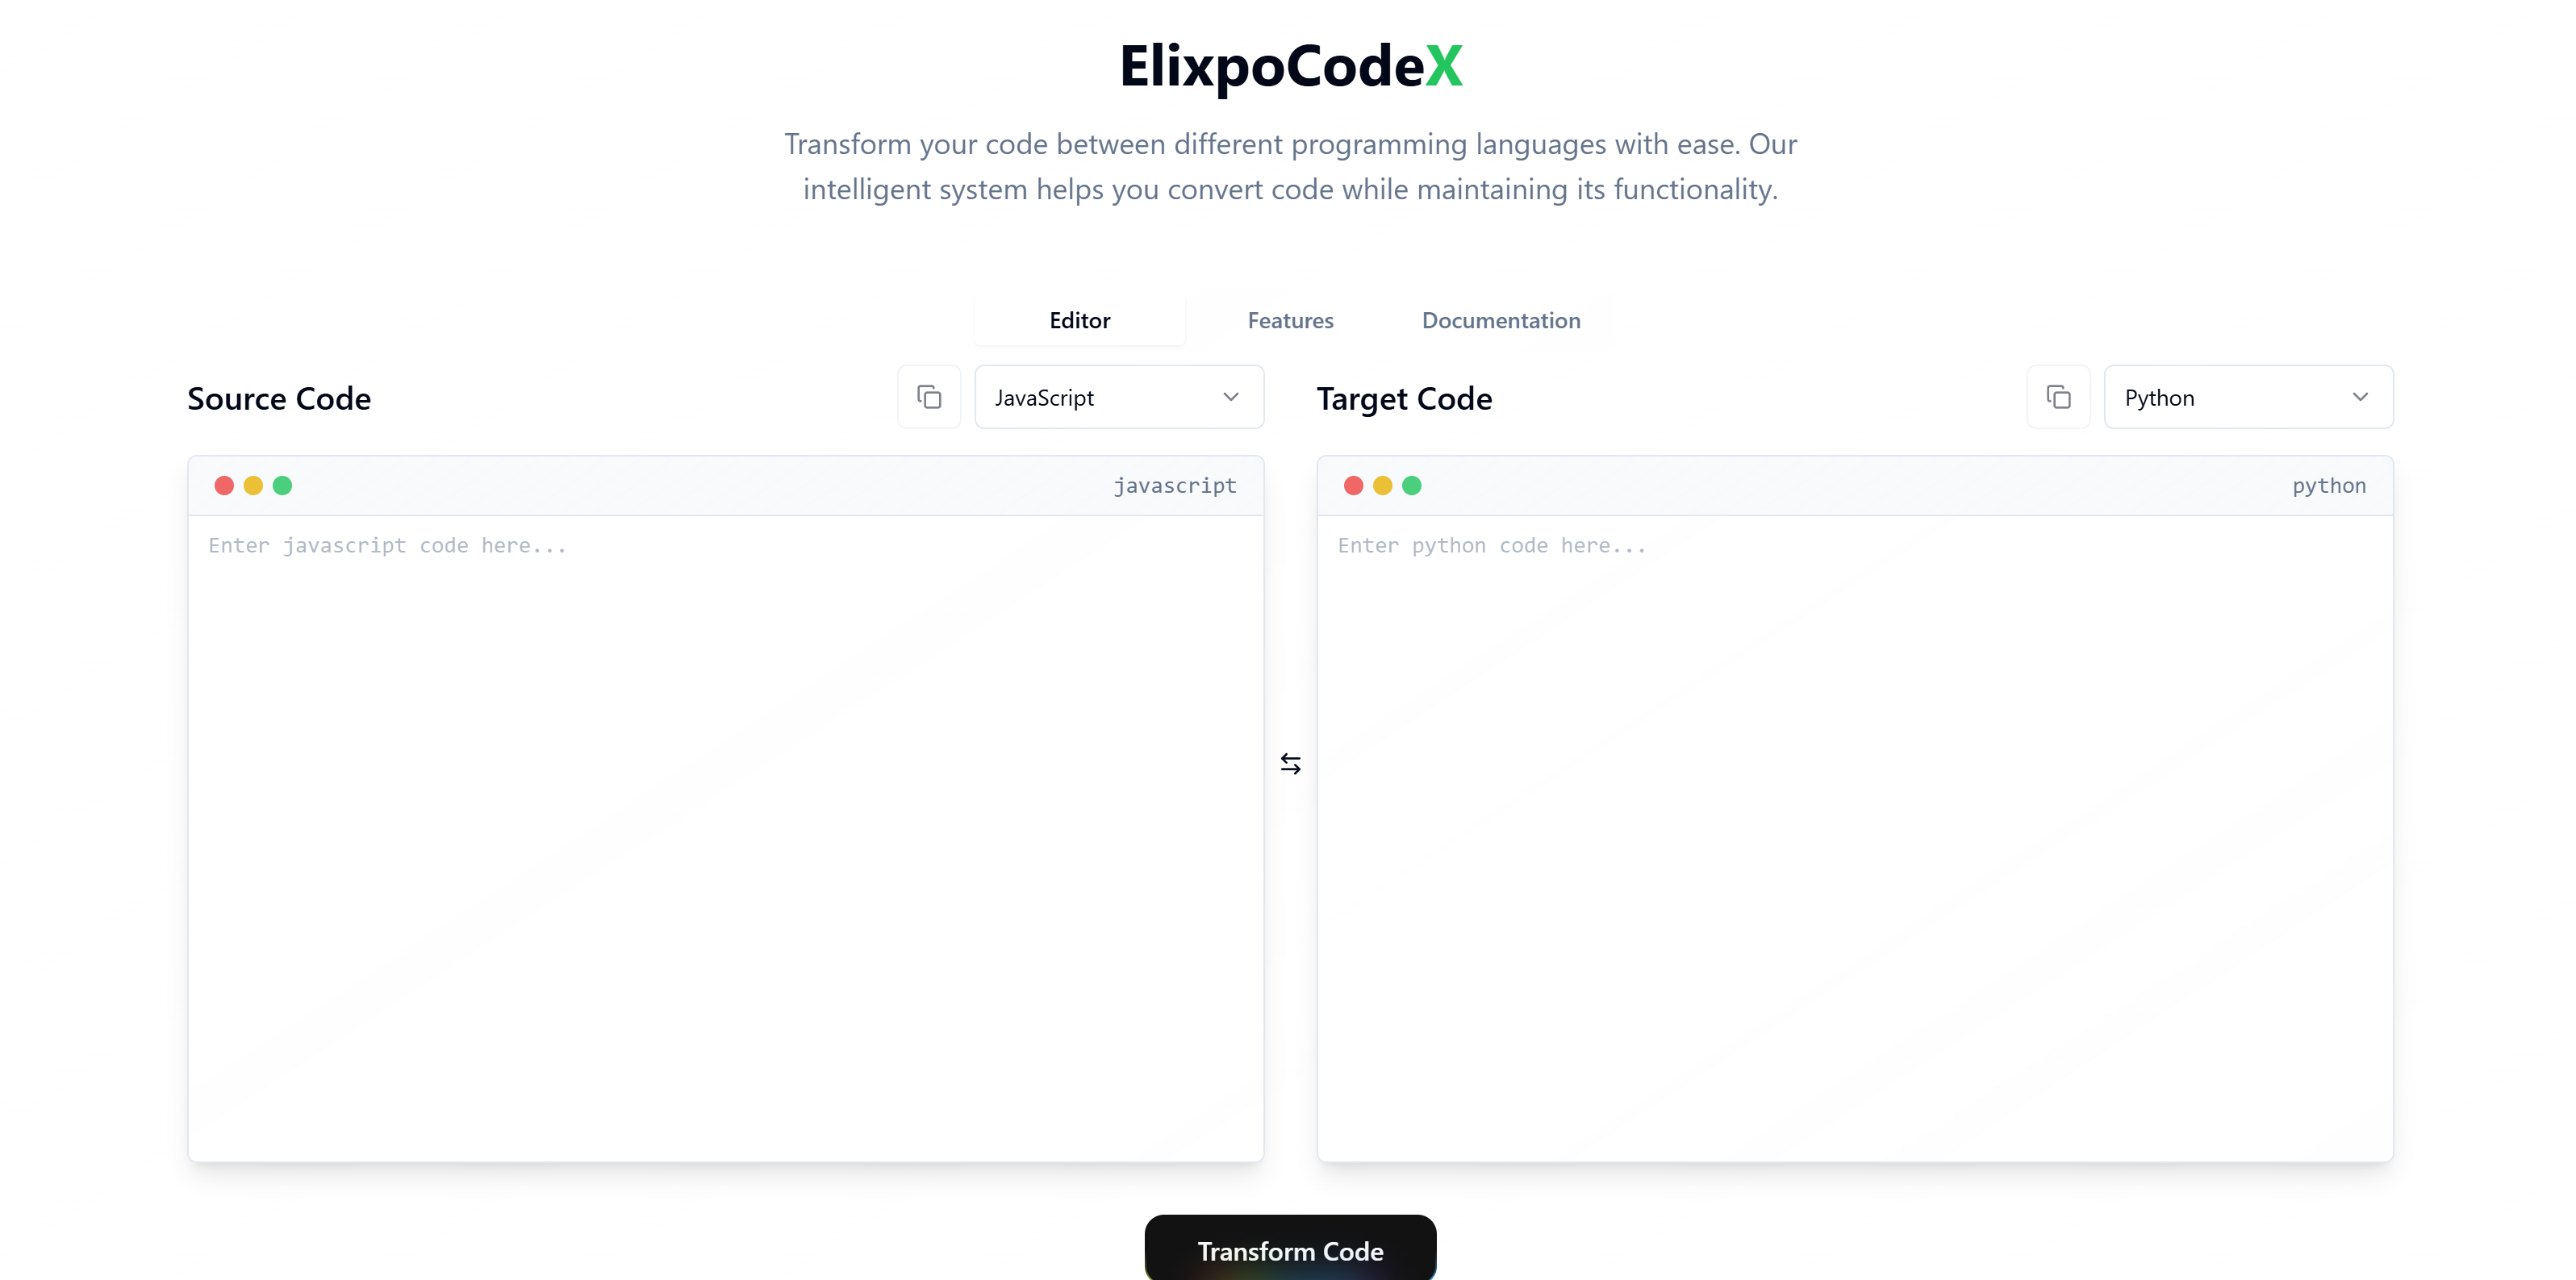 ElixpoCodeX
Transform your code between different programming languages with ease. Our
intelligent system helps you convert code while maintaining its functionality.
Editor
Features
Documentation
Source Code
JavaScript
javascript
Enter javascript code here...
Target Code
Python
python
Enter python code here...
Transform Code